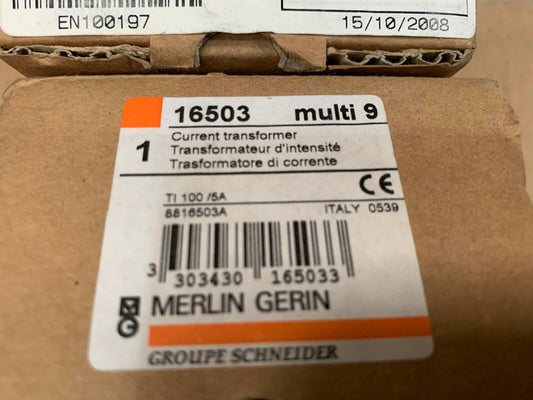 EN100197
15/10/2008
16503 multi 9
1
Current transformer
Transformateur d'intensité
Trasformatore di corrente
CE
TI 100 /5A
8816503A ITALY 0539
3 303430 165033
MERLIN GERIN
GROUPE SCHNEIDER